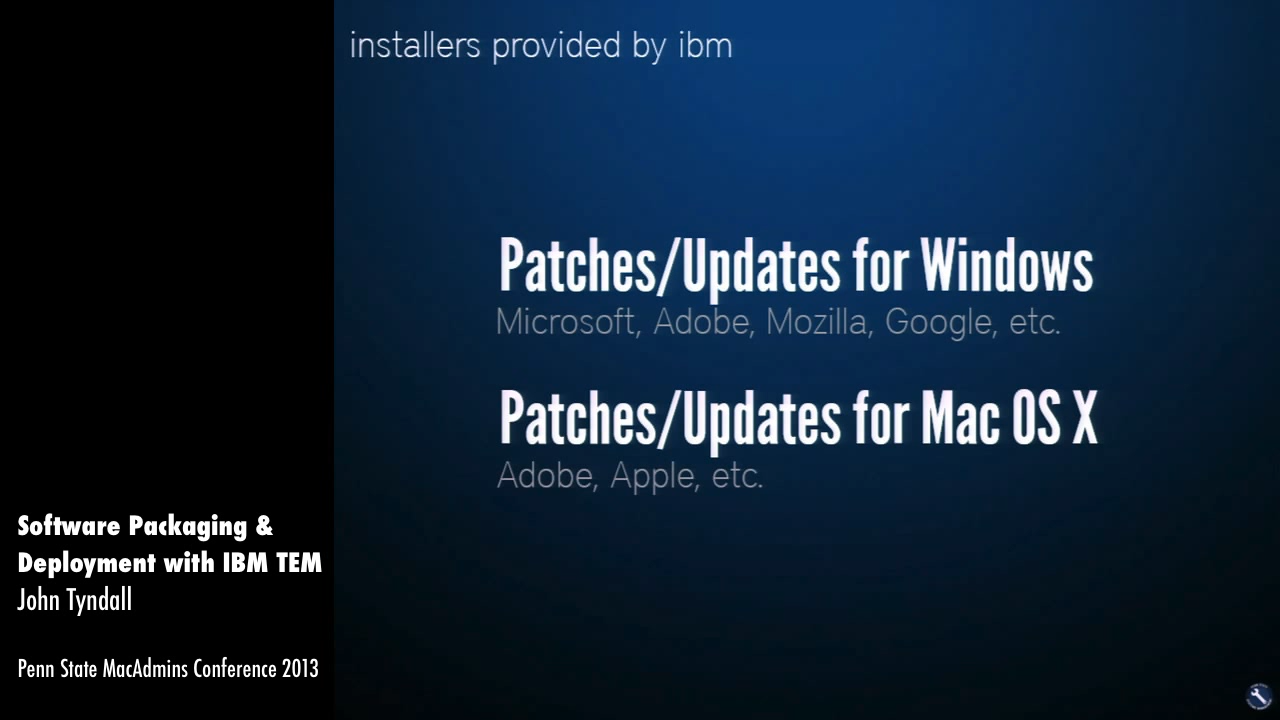 installers provided by ibm
Patches/Updates for Windows
Microsoft, Adobe, Mozilla, Google, etc.
Patches/Updates for Mac OS X
Adobe, Apple, etc.
Software Packaging &
Deployment with IBM TEM
John Tyndall
Penn State MacAdmins Conference 2013